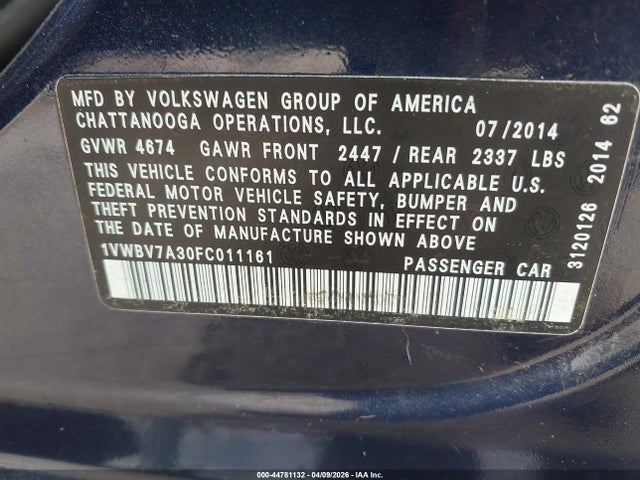 MFD BY VOLKSWAGEN GROUP OF AMERICA
CHATTANOOGA OPERATIONS, LLC. 07/2014
GVWR 4674 GAWR FRONT 2447 / REAR 2337 LBS
THIS VEHICLE CONFORMS TO ALL APPLICABLE U.S.
FEDERAL MOTOR VEHICLE SAFETY, BUMPER AND
THEFT PREVENTION STANDARDS IN EFFECT ON
THE DATE OF MANUFACTURE SHOWN ABOVE
1VWBV7A30FC011161 PASSENGER CAR
3120126 2014 62
000-44781132 - 04/09/2026 - IAA Inc.